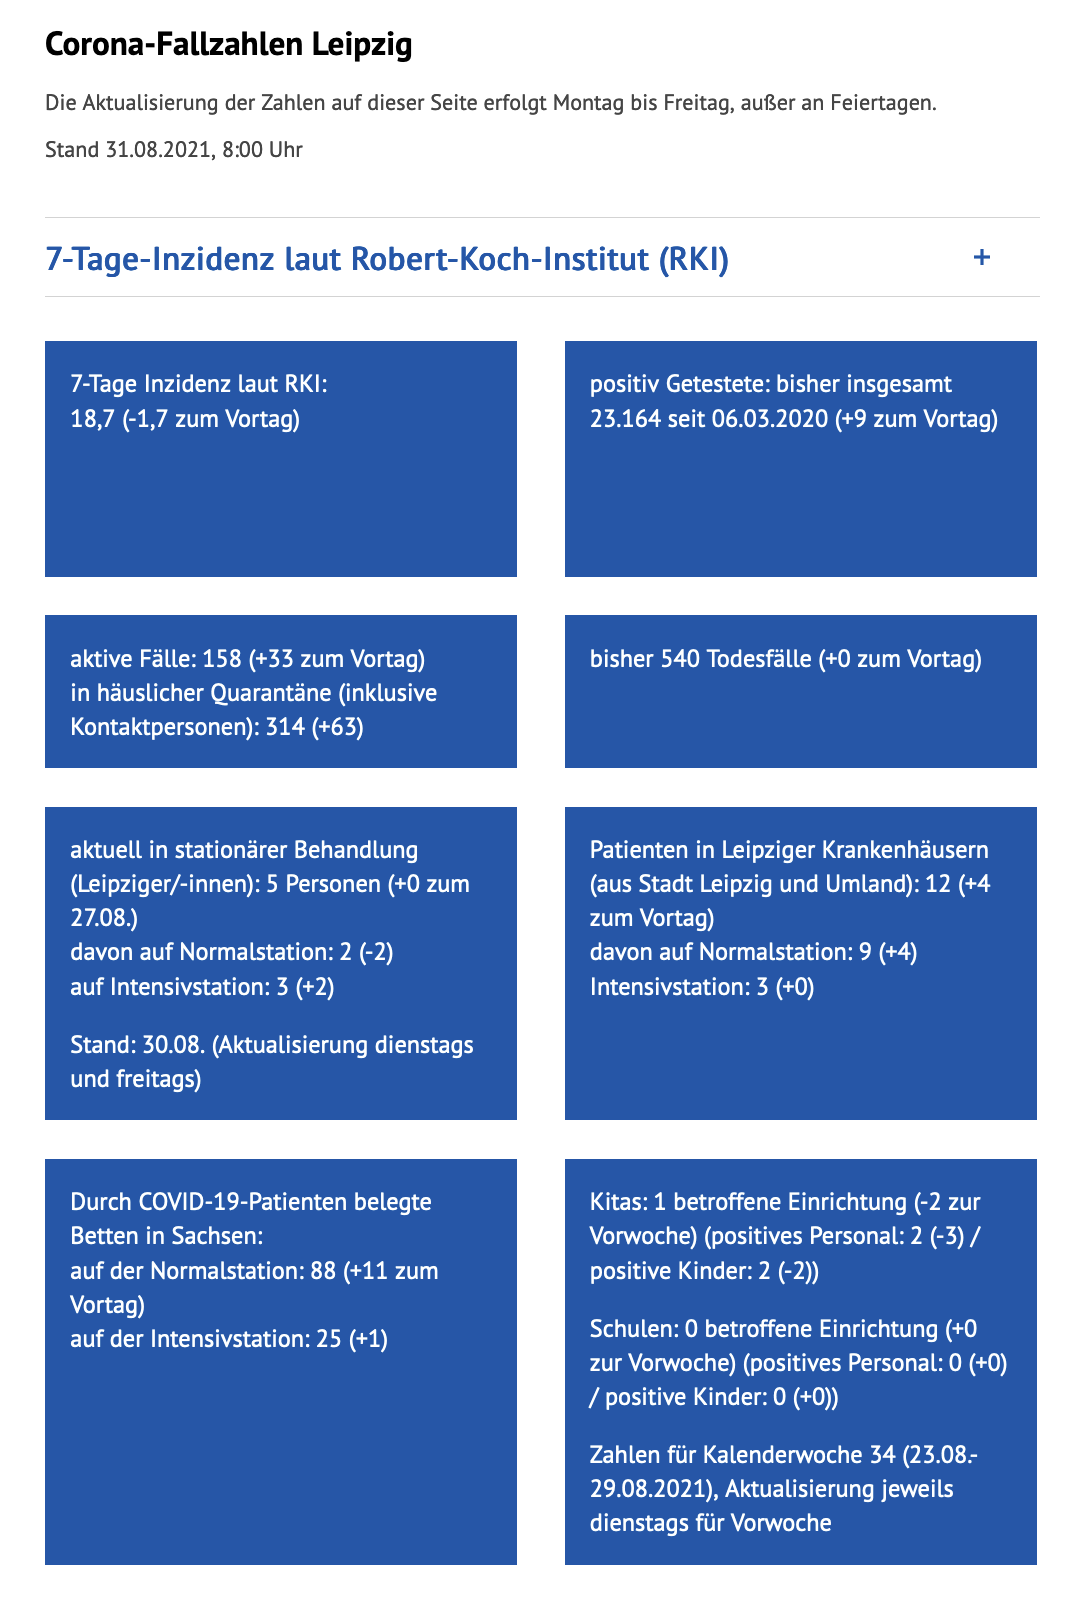 Corona-Fallzahlen Leipzig
Die Aktualisierung der Zahlen auf dieser Seite erfolgt Montag bis Freitag, außer an Feiertagen.
Stand 31.08.2021, 8:00 Uhr
7-Tage-Inzidenz laut Robert-Koch-Institut (RKI) +
7-Tage Inzidenz laut RKI:
18,7 (-1,7 zum Vortag)
positiv Getestete: bisher insgesamt
23.164 seit 06.03.2020 (+9 zum Vortag)
aktive Fälle: 158 (+33 zum Vortag)
in häuslicher Quarantäne (inklusive
Kontaktpersonen): 314 (+63)
bisher 540 Todesfälle (+0 zum Vortag)
aktuell in stationärer Behandlung
(Leipziger/-innen): 5 Personen (+0 zum
27.08.)
davon auf Normalstation: 2 (-2)
auf Intensivstation: 3 (+2)
Stand: 30.08. (Aktualisierung dienstags
und freitags)
Patienten in Leipziger Krankenhäusern
(aus Stadt Leipzig und Umland): 12 (+4
zum Vortag)
davon auf Normalstation: 9 (+4)
Intensivstation: 3 (+0)
Durch COVID-19-Patienten belegte
Betten in Sachsen:
auf der Normalstation: 88 (+11 zum
Vortag)
auf der Intensivstation: 25 (+1)
Kitas: 1 betroffene Einrichtung (-2 zur
Vorwoche) (positives Personal: 2 (-3) /
positive Kinder: 2 (-2))
Schulen: 0 betroffene Einrichtung (+0
zur Vorwoche) (positives Personal: 0 (+0)
/ positive Kinder: 0 (+0))
Zahlen für Kalenderwoche 34 (23.08.-
29.08.2021), Aktualisierung jeweils
dienstags für Vorwoche